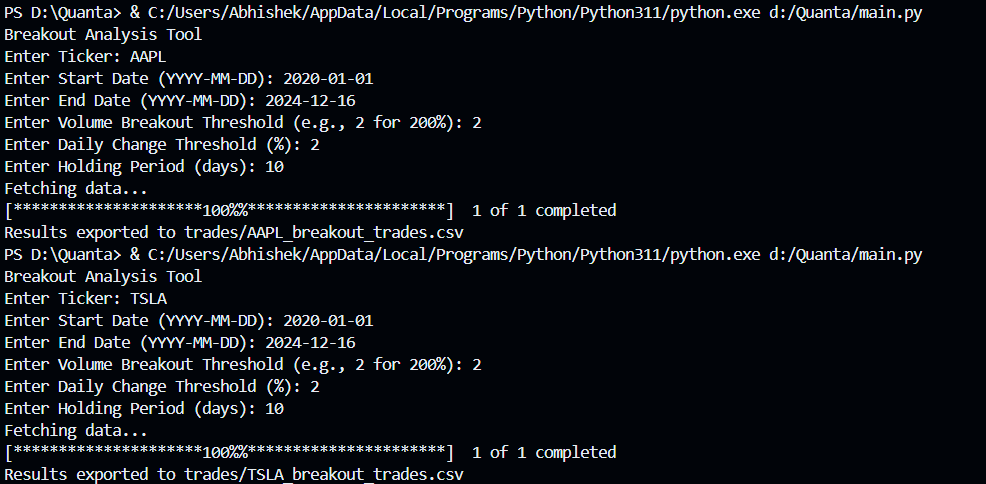 PS D:\Quanta> & C:/Users/Abhishek/AppData/Local/Programs/Python/Python311/python.exe d:/Quanta/main.py
Breakout Analysis Tool
Enter Ticker: AAPL
Enter Start Date (YYYY-MM-DD): 2020-01-01
Enter End Date (YYYY-MM-DD): 2024-12-16
Enter Volume Breakout Threshold (e.g., 2 for 200%): 2
Enter Daily Change Threshold (%): 2
Enter Holding Period (days): 10
Fetching data...
[*********************100%%**********************]  1 of 1 completed
Results exported to trades/AAPL_breakout_trades.csv
PS D:\Quanta> & C:/Users/Abhishek/AppData/Local/Programs/Python/Python311/python.exe d:/Quanta/main.py
Breakout Analysis Tool
Enter Ticker: TSLA
Enter Start Date (YYYY-MM-DD): 2020-01-01
Enter End Date (YYYY-MM-DD): 2024-12-16
Enter Volume Breakout Threshold (e.g., 2 for 200%): 2
Enter Daily Change Threshold (%): 2
Enter Holding Period (days): 10
Fetching data...
[*********************100%%**********************]  1 of 1 completed
Results exported to trades/TSLA_breakout_trades.csv